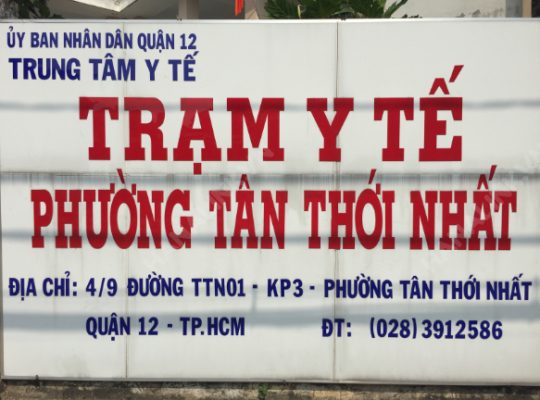 ỦY BAN NHÂN DÂN QUẬN 12
TRUNG TÂM Y TẾ
TRẠM Y TẾ
PHƯỜNG TÂN THỚI NHẤT
ĐỊA CHỈ: 4/9 ĐƯỜNG TTN01 - KP3 - PHƯỜNG TÂN THỚI NHẤT
QUẬN 12 - TP.HCM ĐT: (028) 3912586